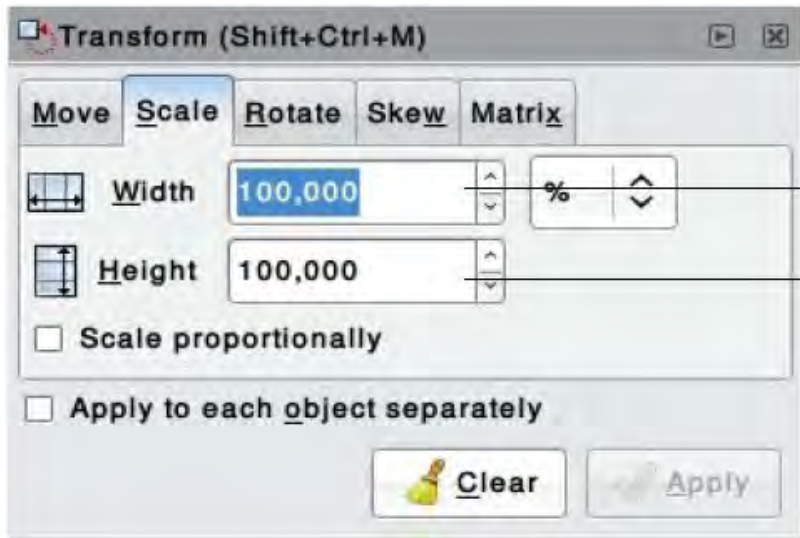 Transform (Shift+Ctrl+M)
Move Scale Rotate Skew Matrix
Width 100,000 %
Height 100,000
Scale proportionally
Apply to each object separately
Clear Apply